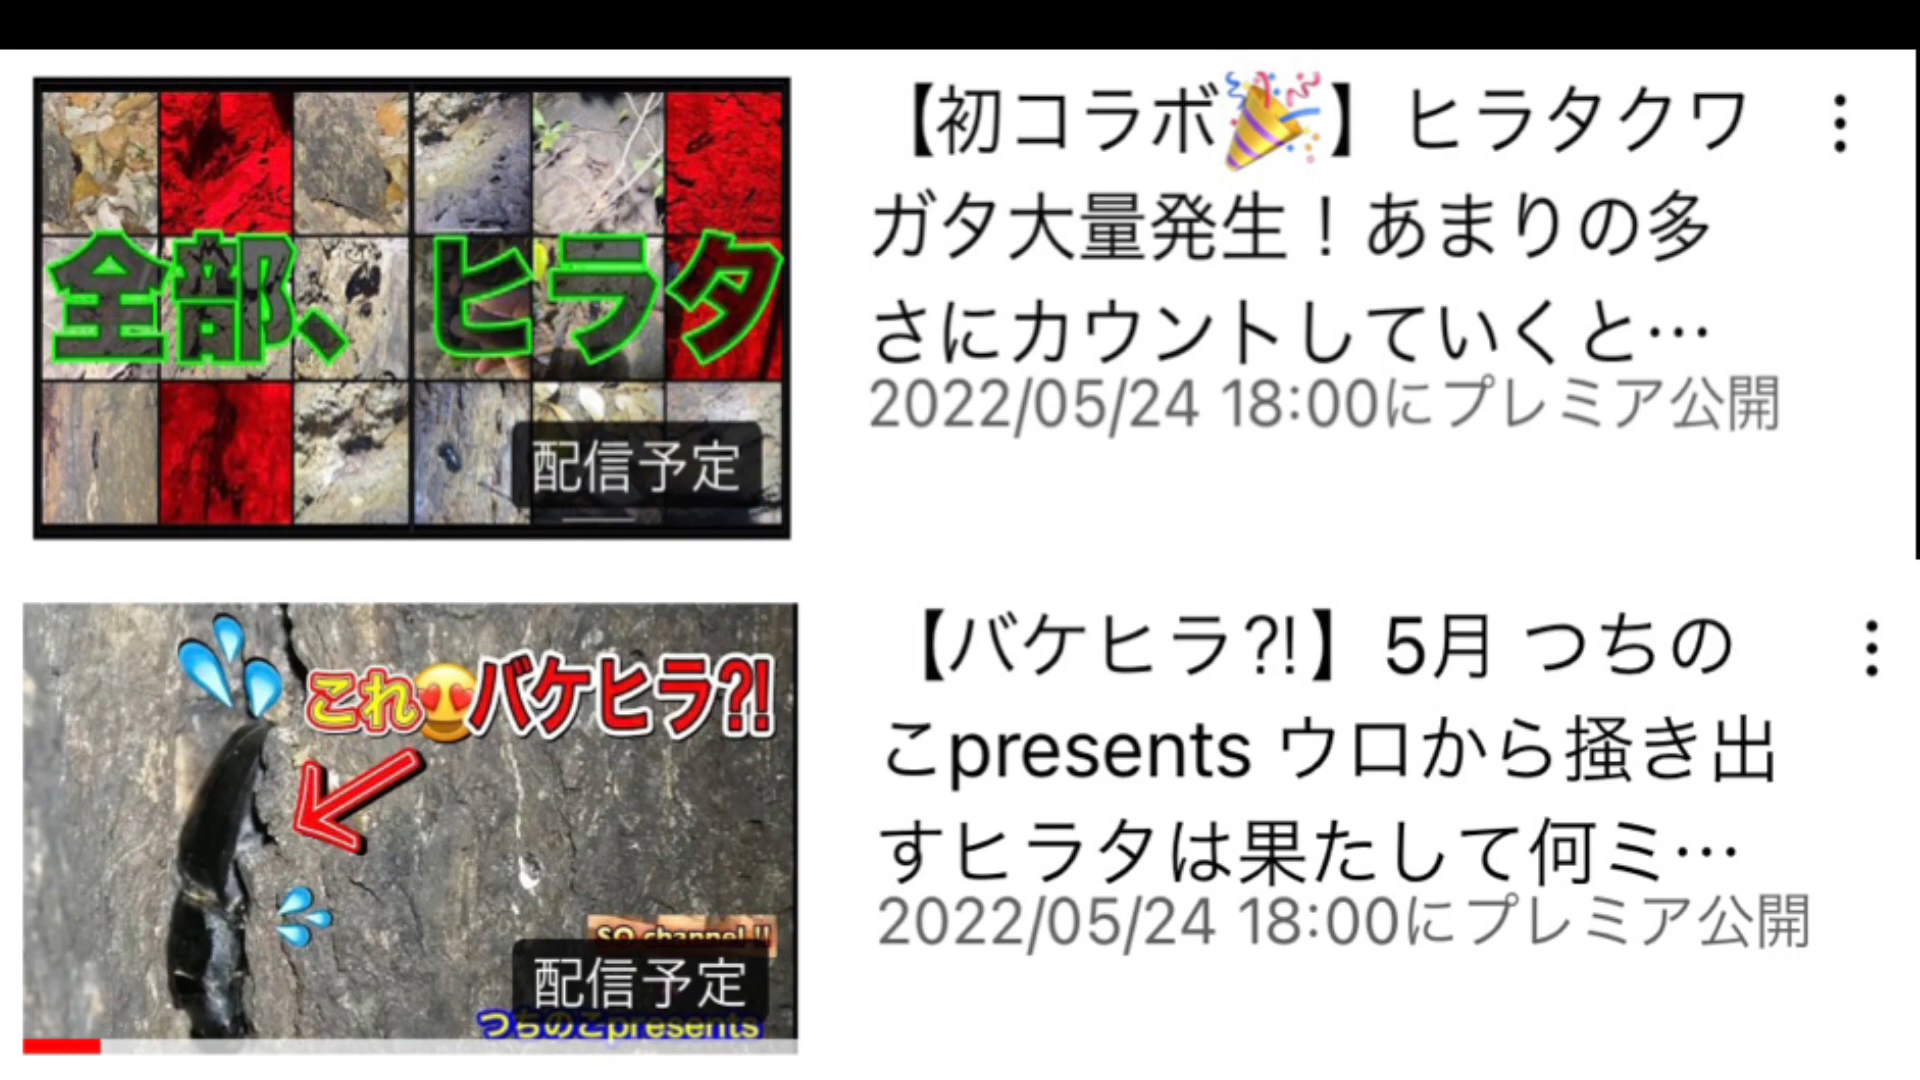 全部、ヒラタ
配信予定
【初コラボ🎉】ヒラタクワ
ガタ大量発生！あまりの多
さにカウントしていくと…
2022/05/24 18:00にプレミア公開
これ😍バケヒラ⁈
SO channel !!
配信予定
つちのこpresents
【バケヒラ⁈】5月 つちの
こpresents ウロから掻き出
すヒラタは果たして何ミ…
2022/05/24 18:00にプレミア公開